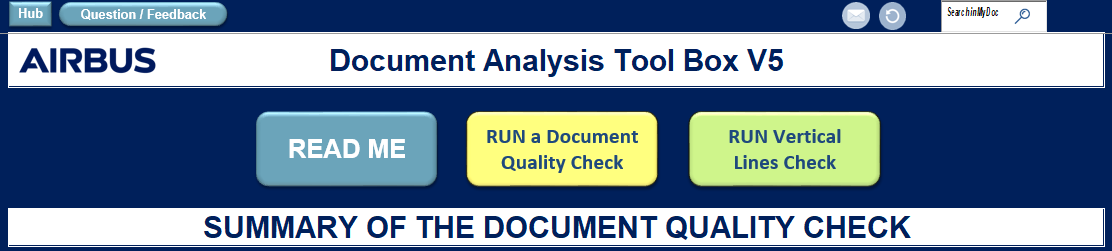 Hub
Question / Feedback
SearchinMyDoc
AIRBUS
Document Analysis Tool Box V5
READ ME
RUN a Document
Quality Check
RUN Vertical
Lines Check
SUMMARY OF THE DOCUMENT QUALITY CHECK